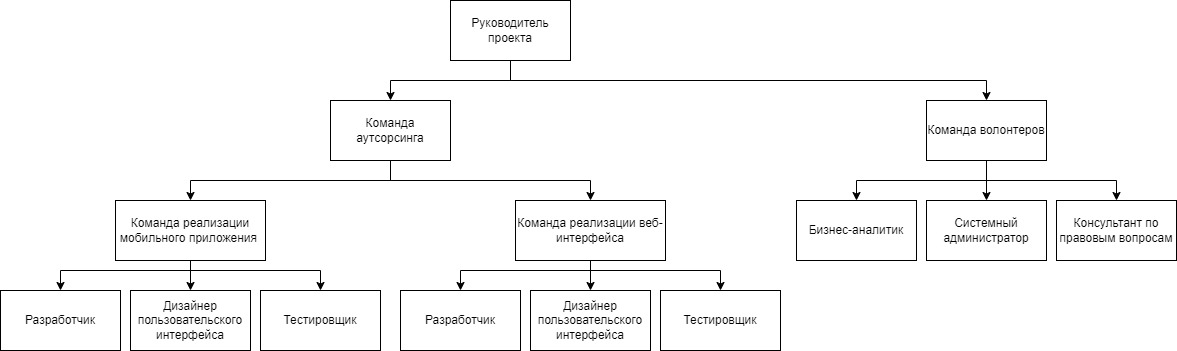 Руководитель
проекта
Команда
аутсорсинга
Команда волонтеров
Команда реализации
мобильного приложения
Команда реализации веб-
интерфейса
Бизнес-аналитик
Системный
администратор
Консультант по
правовым вопросам
Разработчик
Дизайнер
пользовательского
интерфейса
Тестировщик
Разработчик
Дизайнер
пользовательского
интерфейса
Тестировщик